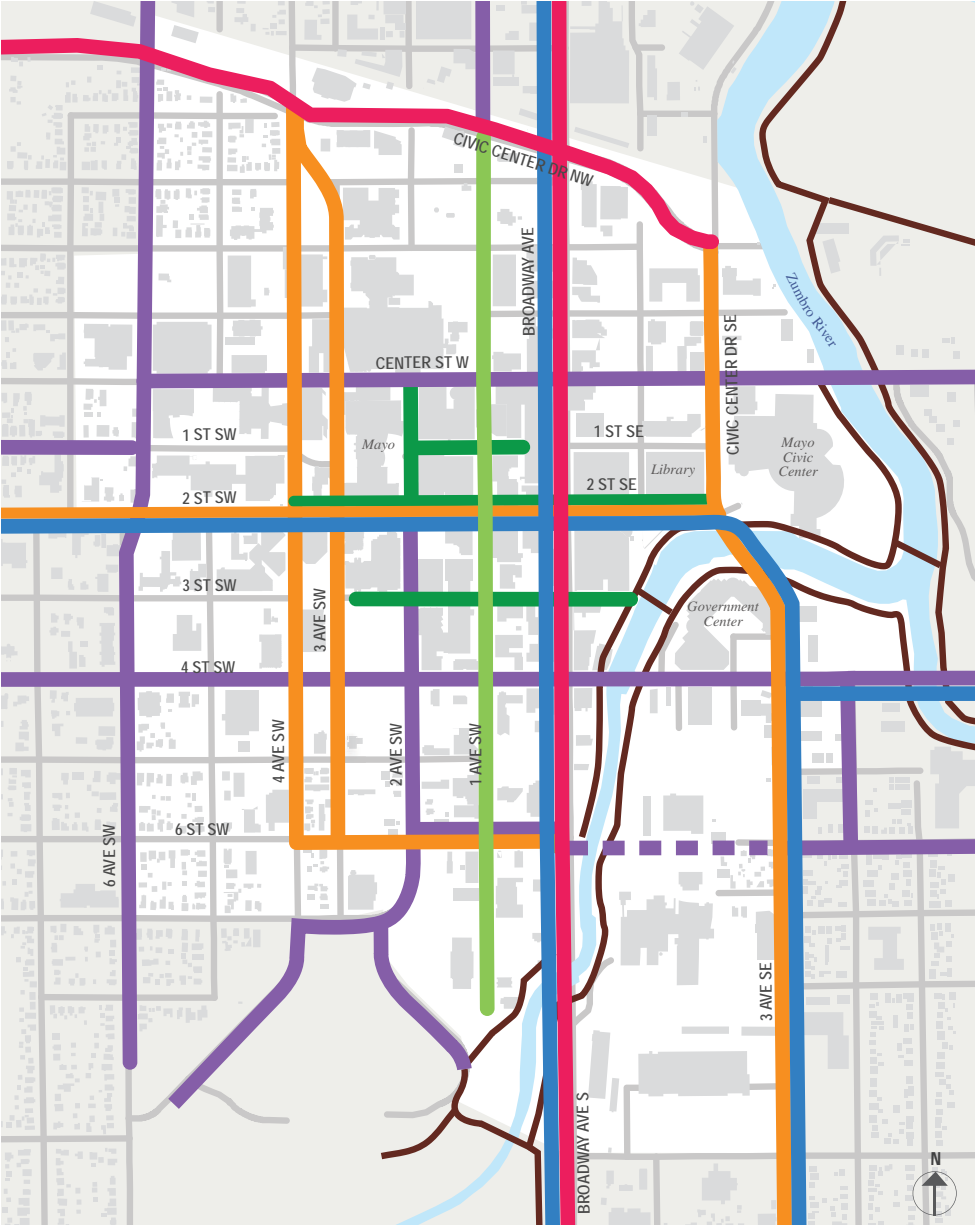 CIVIC CENTER DR NW
BROADWAY AVE
Zumbro River
CIVIC CENTER DR SE
CENTER ST W
1 ST SW
Mayo
1 ST SE
Mayo
Civic
Center
Library
2 ST SW
2 ST SE
3 ST SW
3 AVE SW
Government
Center
4 ST SW
4 AVE SW
2 AVE SW
1 AVE SW
6 AVE SW
6 ST SW
3 AVE SE
BROADWAY AVE S
N